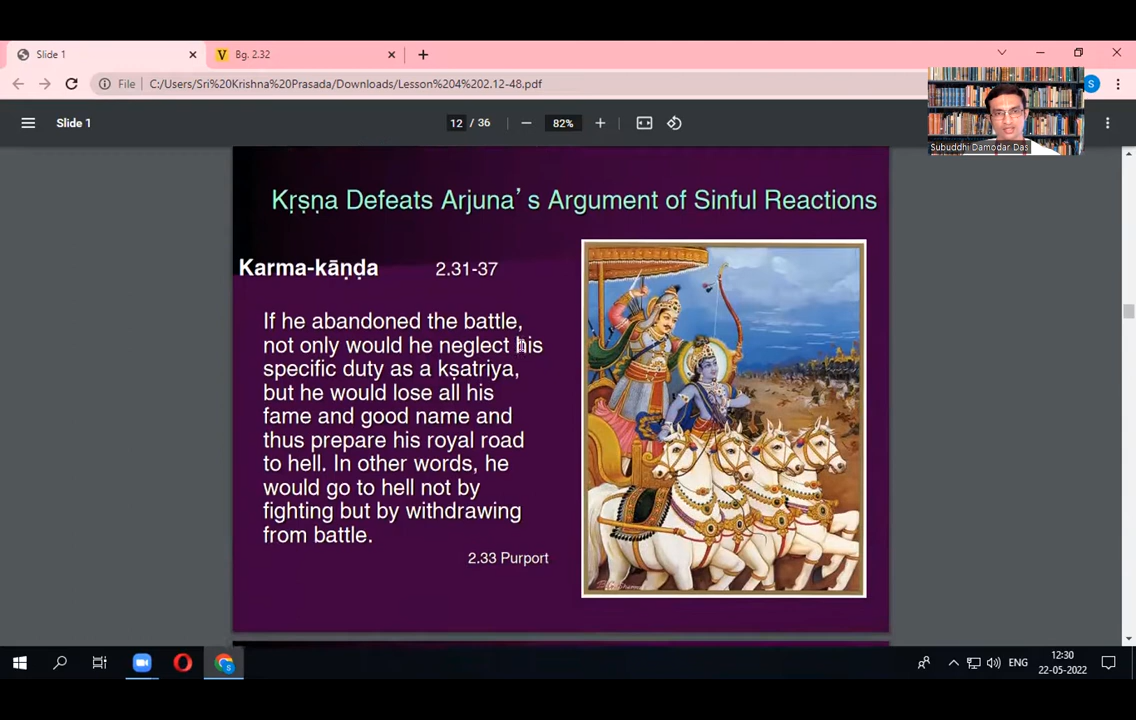 Slide 1
V Bg. 2.32
File
C:/Users/Sri%20Krishna%20Prasada/Downloads/Lesson%204%202.12-48.pdf
S
Subuddhi Damodar Das
Slide 1
12 / 36
82%
Kṛṣṇa Defeats Arjuna's Argument of Sinful Reactions
Karma-kāṇḍa 2.31-37
If he abandoned the battle,
not only would he neglect his
specific duty as a kṣatriya,
but he would lose all his
fame and good name and
thus prepare his royal road
to hell. In other words, he
would go to hell not by
fighting but by withdrawing
from battle.
2.33 Purport
ENG
12:30
22-05-2022